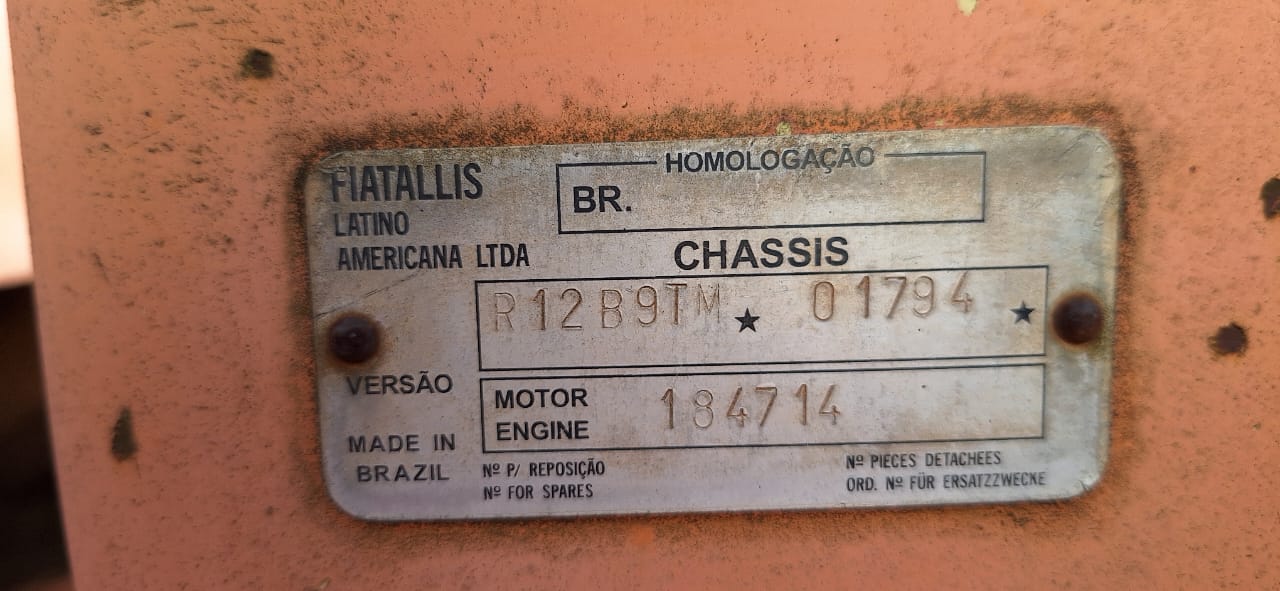 FIATALLIS
LATINO
AMERICANA LTDA
HOMOLOGAÇÃO
BR.
CHASSIS
R12B9TM ★ 01794 ★
VERSÃO
MOTOR
ENGINE
184714
MADE IN
BRAZIL
Nº P/ REPOSIÇÃO
Nº FOR SPARES
Nº PIECES DETACHEES
ORD. Nº FÜR ERSATZZWECKE